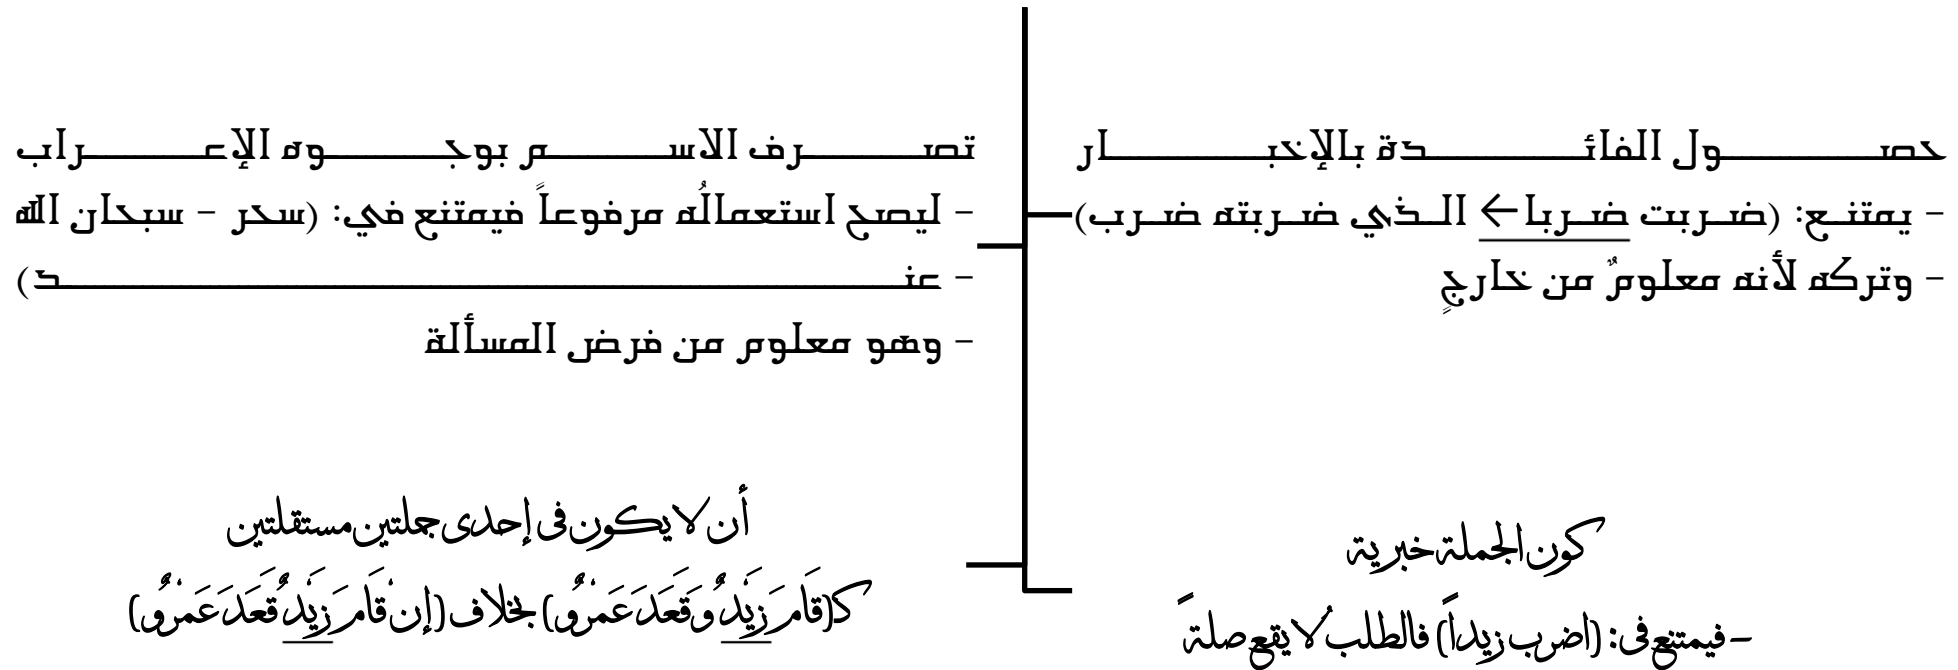 حصول الفائدة بالإخبار
- يمتنع: (ضربت ضربا ← الذي ضربته ضرب)
- وتركه لأنه معلومٌ من خارجٍ
تصرف الاسم بوجوه الإعراب
- ليصح استعمالُه مرفوعاً فيمتنع في: (سحر - سبحان الله
- عند)
- وهو معلوم من فرض المسألة
كون الجملة خبرية
- فيمتنع في: (اضرب زيداً) فالطلب لا يقع صلةً
أن لا يكون في إحدى جملتين مستقلتين
كـ(قَامَ زَيْدٌ وَقَعَدَ عَمْرٌو) بخلاف (إن قَامَ زَيْدٌ قَعَدَ عَمْرٌو)